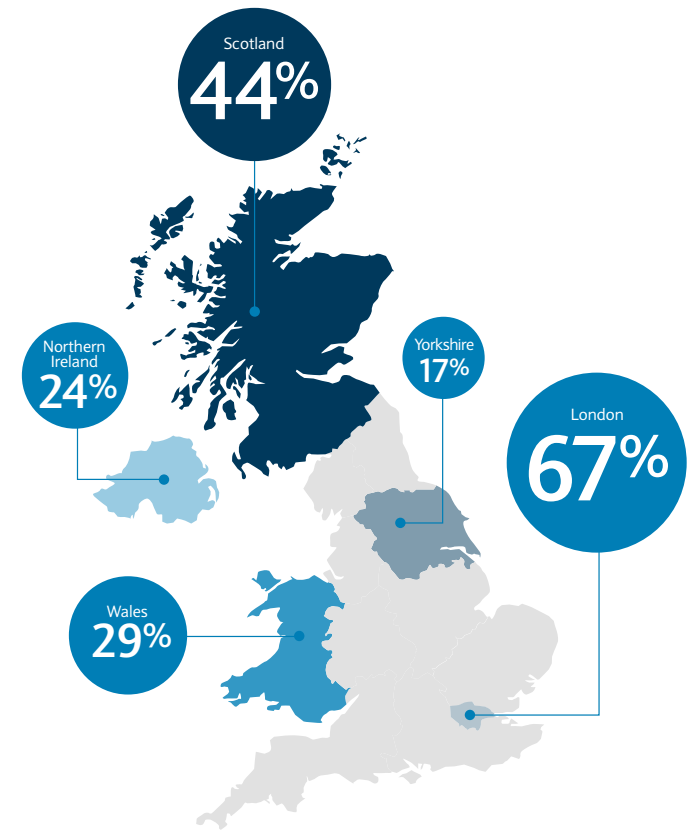 Scotland
44%
Northern
Ireland
24%
Yorkshire
17%
London
67%
Wales
29%